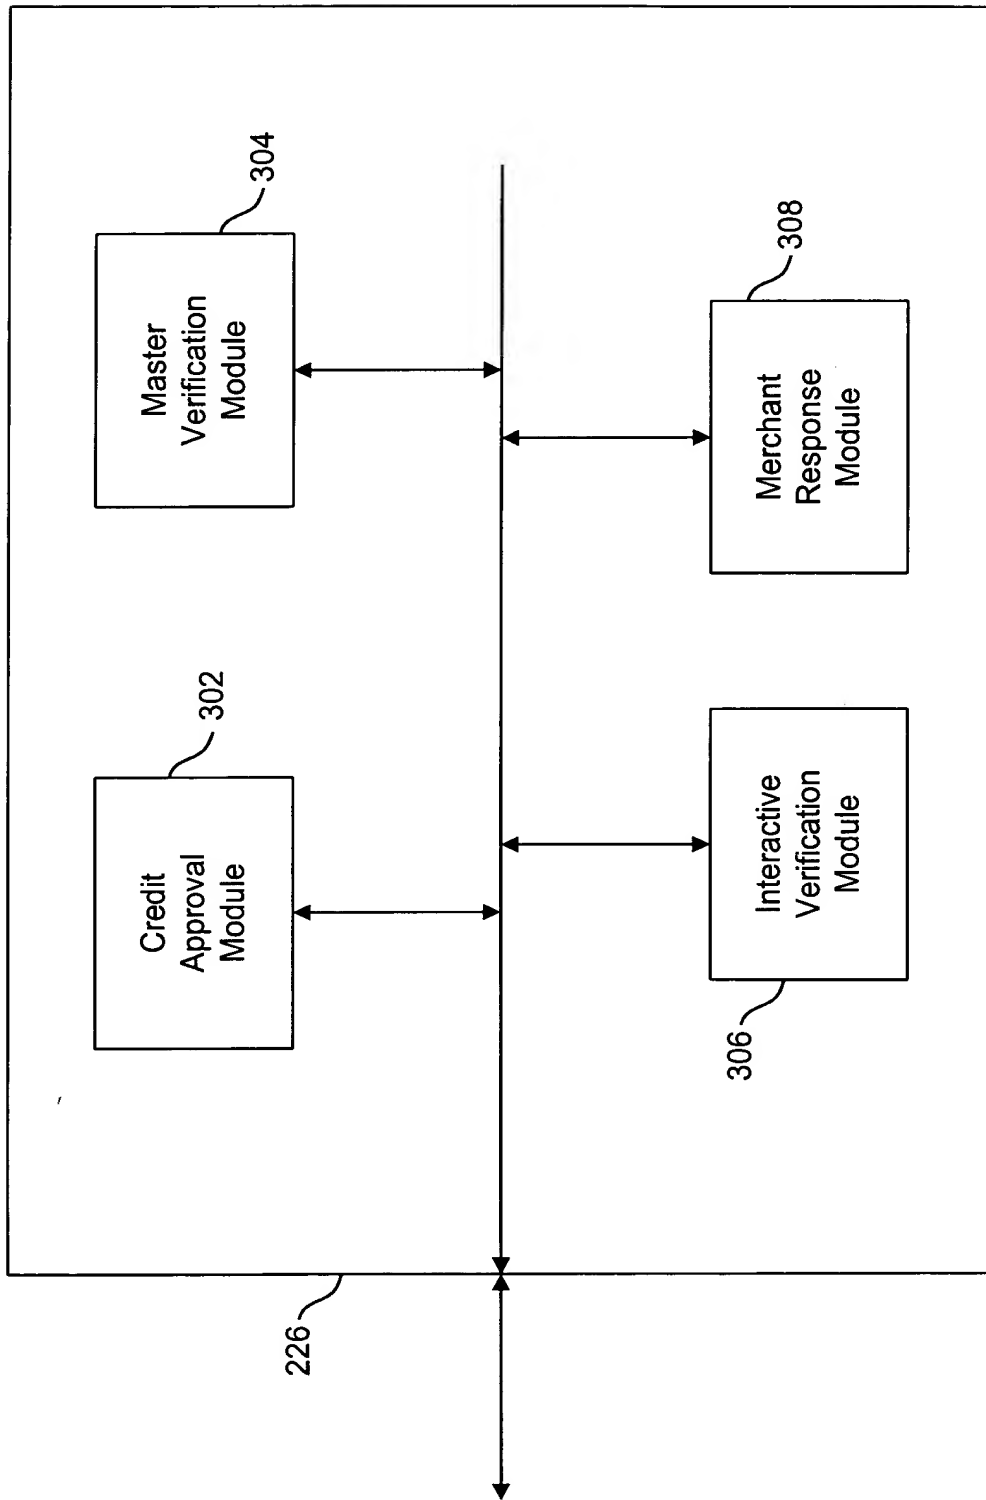 302
Credit
Approval
Module
304
Master
Verification
Module
226
306
Interactive
Verification
Module
308
Merchant
Response
Module